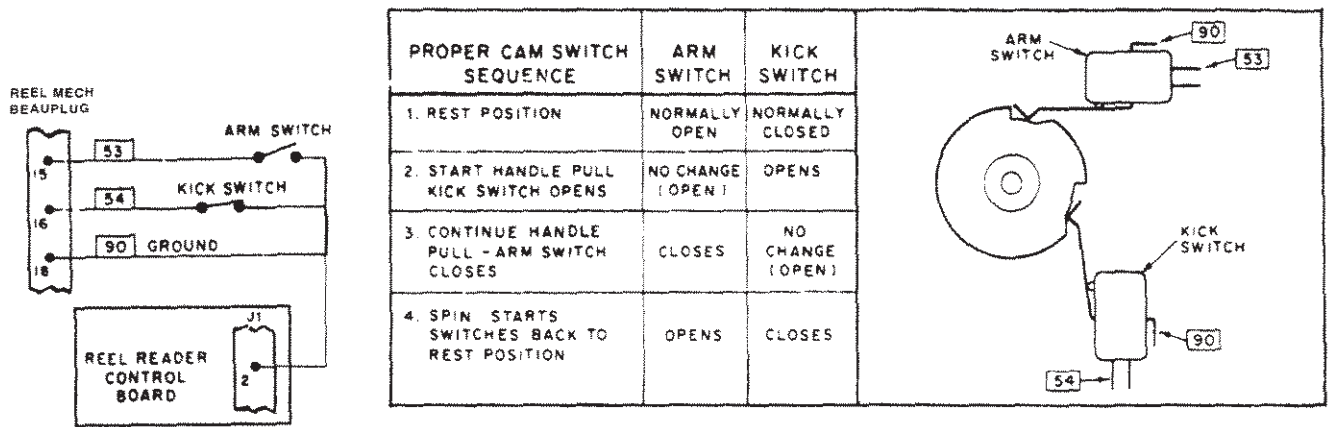 REEL MECH
BEAUPLUG
53
ARM SWITCH
15
54
KICK SWITCH
16
90 GROUND
18
J1
REEL READER
CONTROL
BOARD
2
PROPER CAM SWITCH
SEQUENCE
ARM
SWITCH
KICK
SWITCH
1. REST POSITION
NORMALLY
OPEN
NORMALLY
CLOSED
2. START HANDLE PULL
KICK SWITCH OPENS
NO CHANGE
(OPEN)
OPENS
3. CONTINUE HANDLE
PULL - ARM SWITCH
CLOSES
CLOSES
NO
CHANGE
(OPEN)
4. SPIN STARTS
SWITCHES BACK TO
REST POSITION
OPENS
CLOSES
ARM
SWITCH
90
53
KICK
SWITCH
90
54